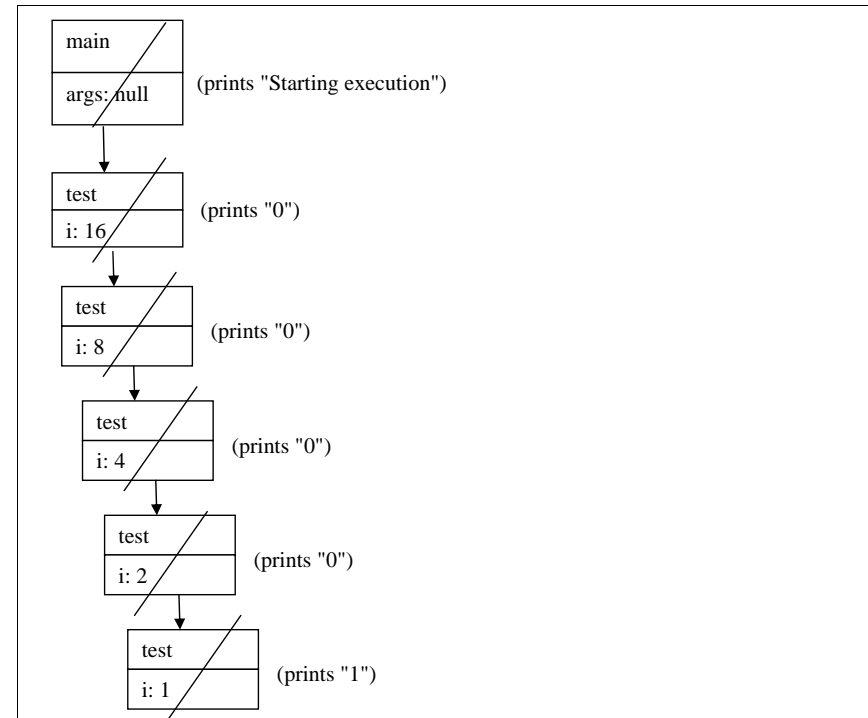 main
args: null
(prints "Starting execution")
test
i: 16
(prints "0")
test
i: 8
(prints "0")
test
i: 4
(prints "0")
test
i: 2
(prints "0")
test
i: 1
(prints "1")